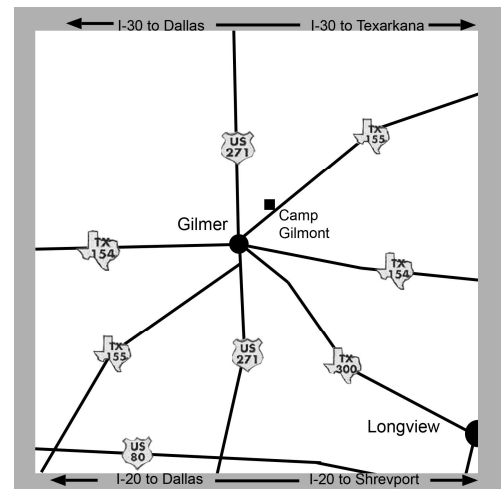 I-30 to Dallas
I-30 to Texarkana
US
271
TX
155
Gilmer
Camp
Gilmont
TX
154
TX
154
TX
155
US
271
TX
300
Longview
US
80
I-20 to Dallas
I-20 to Shrevport